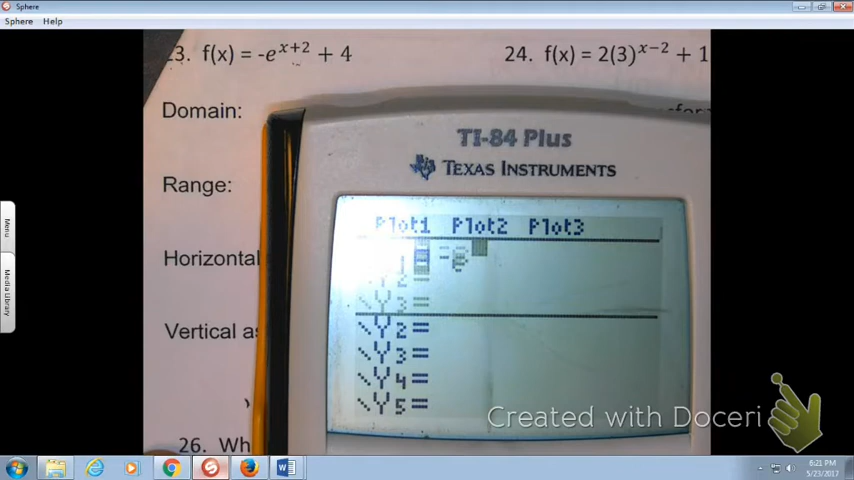 Sphere
Sphere Help
23. f(x) = -e^{x+2} + 4
24. f(x) = 2(3)^{x-2} + 1
Domain:
TI-84 Plus
TEXAS INSTRUMENTS
Range:
Plot1 Plot2 Plot3
= -e
Horizontal
\Y2=
\Y3=
Vertical as
\Y2=
\Y3=
\Y4=
\Y5=
26. Wh
Created with Doceri
Menu
Media Library
6:21 PM
5/23/2017